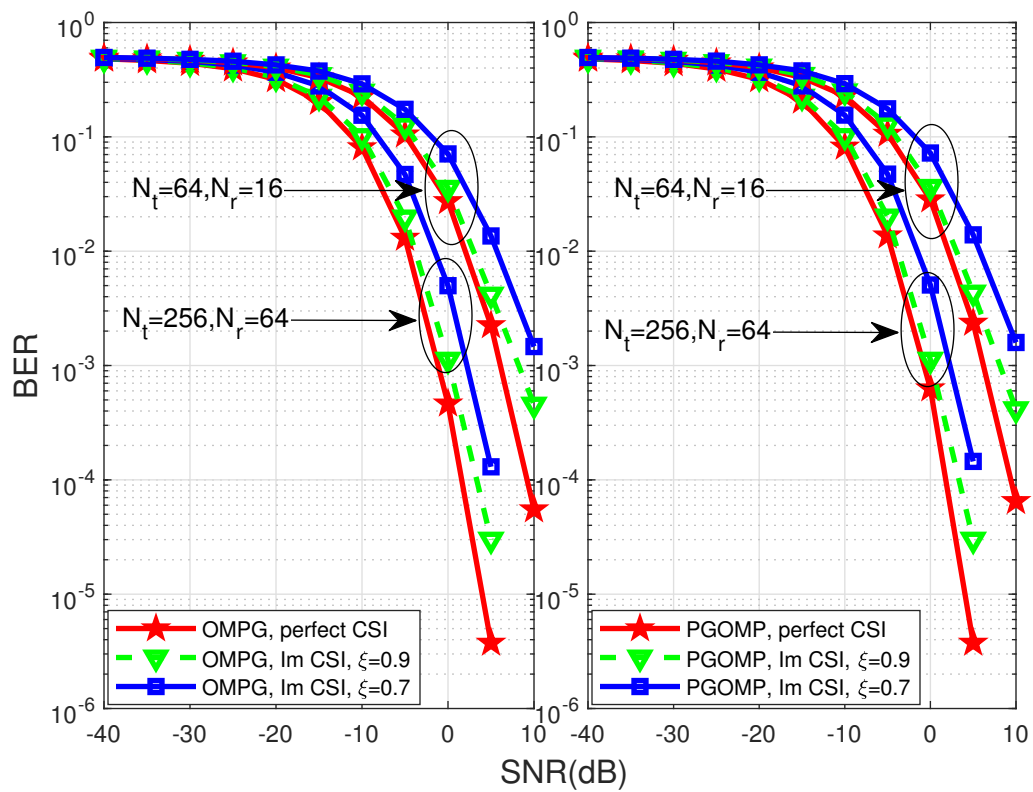 10^0
10^-1
10^-2
10^-3
10^-4
10^-5
10^-6
BER
N_t=64,N_r=16
N_t=256,N_r=64
OMPG, perfect CSI
OMPG, Im CSI, ξ=0.9
OMPG, Im CSI, ξ=0.7
-40 -30 -20 -10 0 10
10^0
10^-1
10^-2
10^-3
10^-4
10^-5
10^-6
N_t=64,N_r=16
N_t=256,N_r=64
PGOMP, perfect CSI
PGOMP, Im CSI, ξ=0.9
PGOMP, Im CSI, ξ=0.7
-40 -30 -20 -10 0 10
SNR(dB)